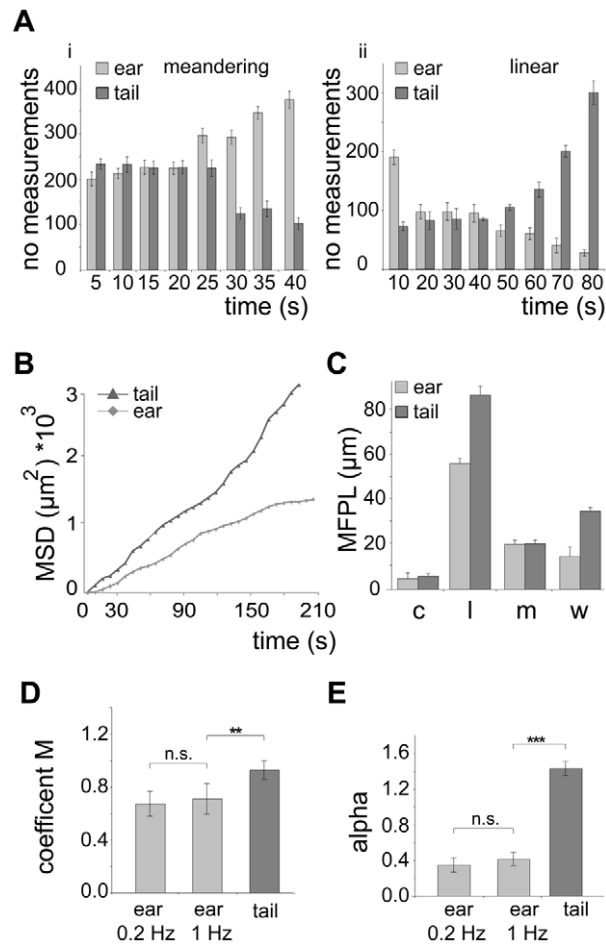 A
i
ear
tail
meandering
no measurements
400
300
200
100
0
5 10 15 20 25 30 35 40
time (s)
ii
ear
tail
linear
no measurements
300
200
100
0
10 20 30 40 50 60 70 80
time (s)
B
tail
ear
MSD (µm²) *10³
3
2
1
0
0 30 90 150 210
time (s)
C
ear
tail
MFPL (µm)
80
60
40
20
0
c l m w
D
coefficent M
1.2
0.9
0.6
0.0
n.s.
**
ear 0.2 Hz
ear 1 Hz
tail
E
alpha
1.6
1.2
0.8
0.4
0.0
n.s.
***
ear 0.2 Hz
ear 1 Hz
tail